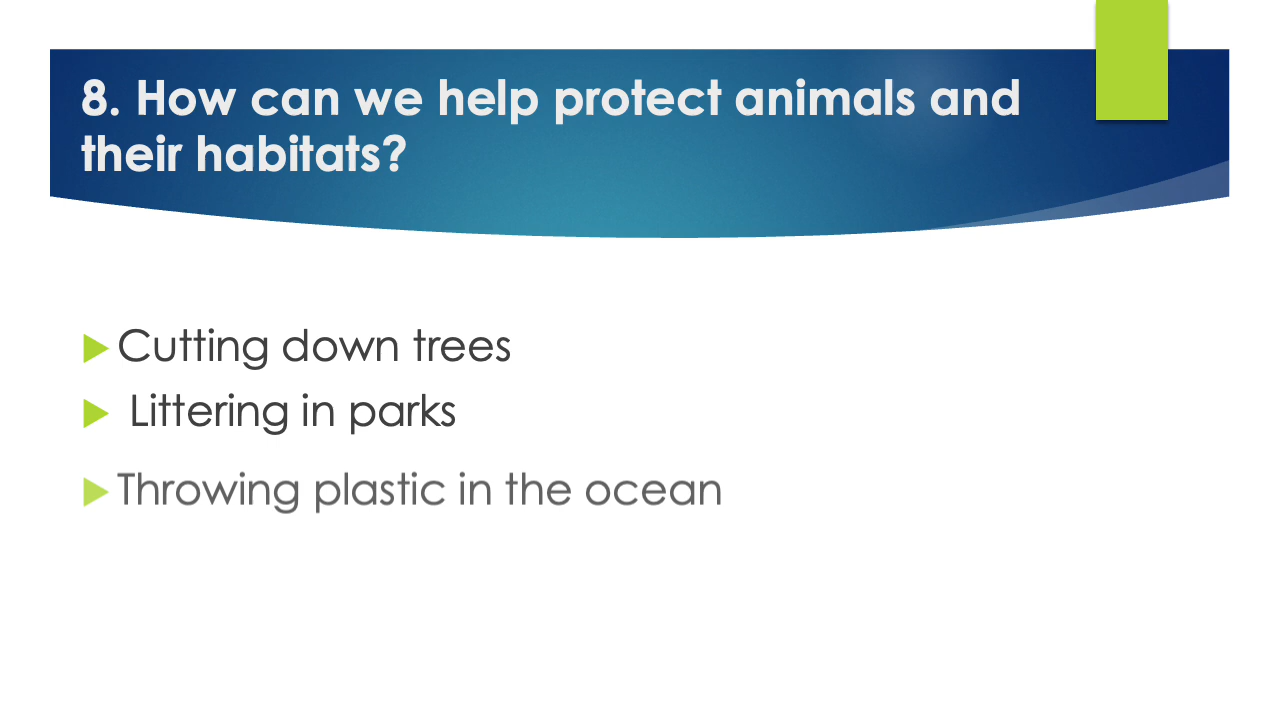 8. How can we help protect animals and
their habitats?
Cutting down trees
Littering in parks
Throwing plastic in the ocean